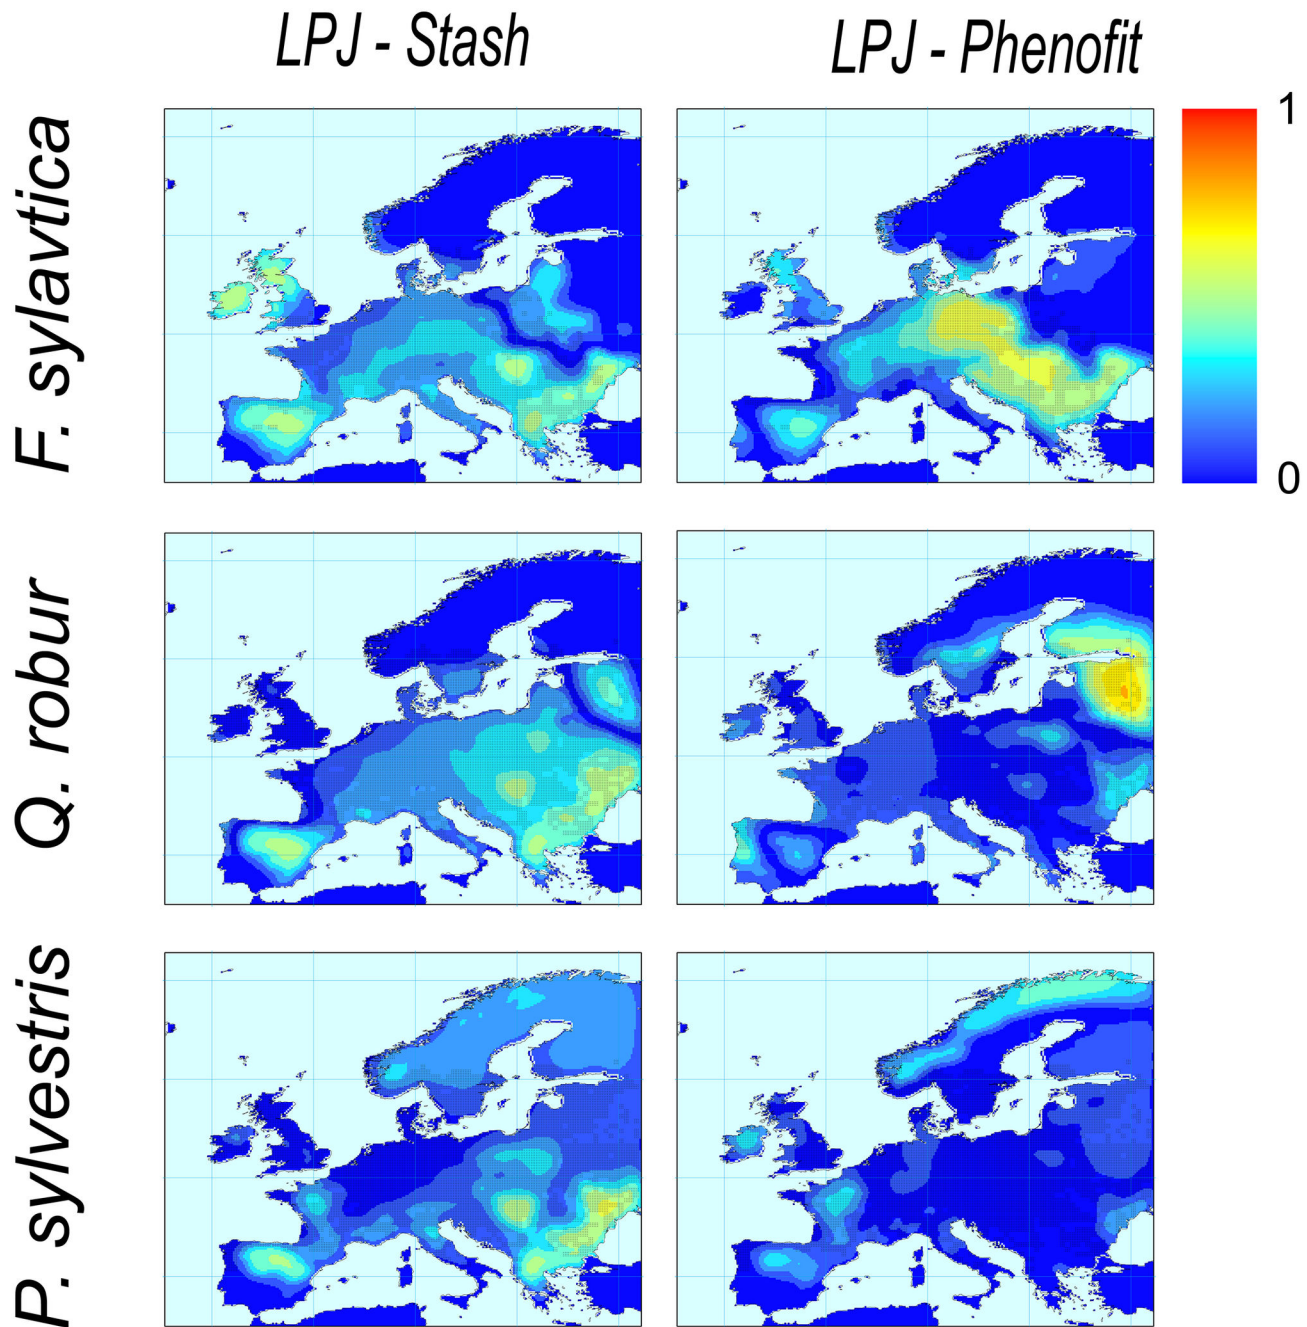 LPJ - Stash
LPJ - Phenofit
F. sylavtica
1
0
Q. robur
P. sylvestris